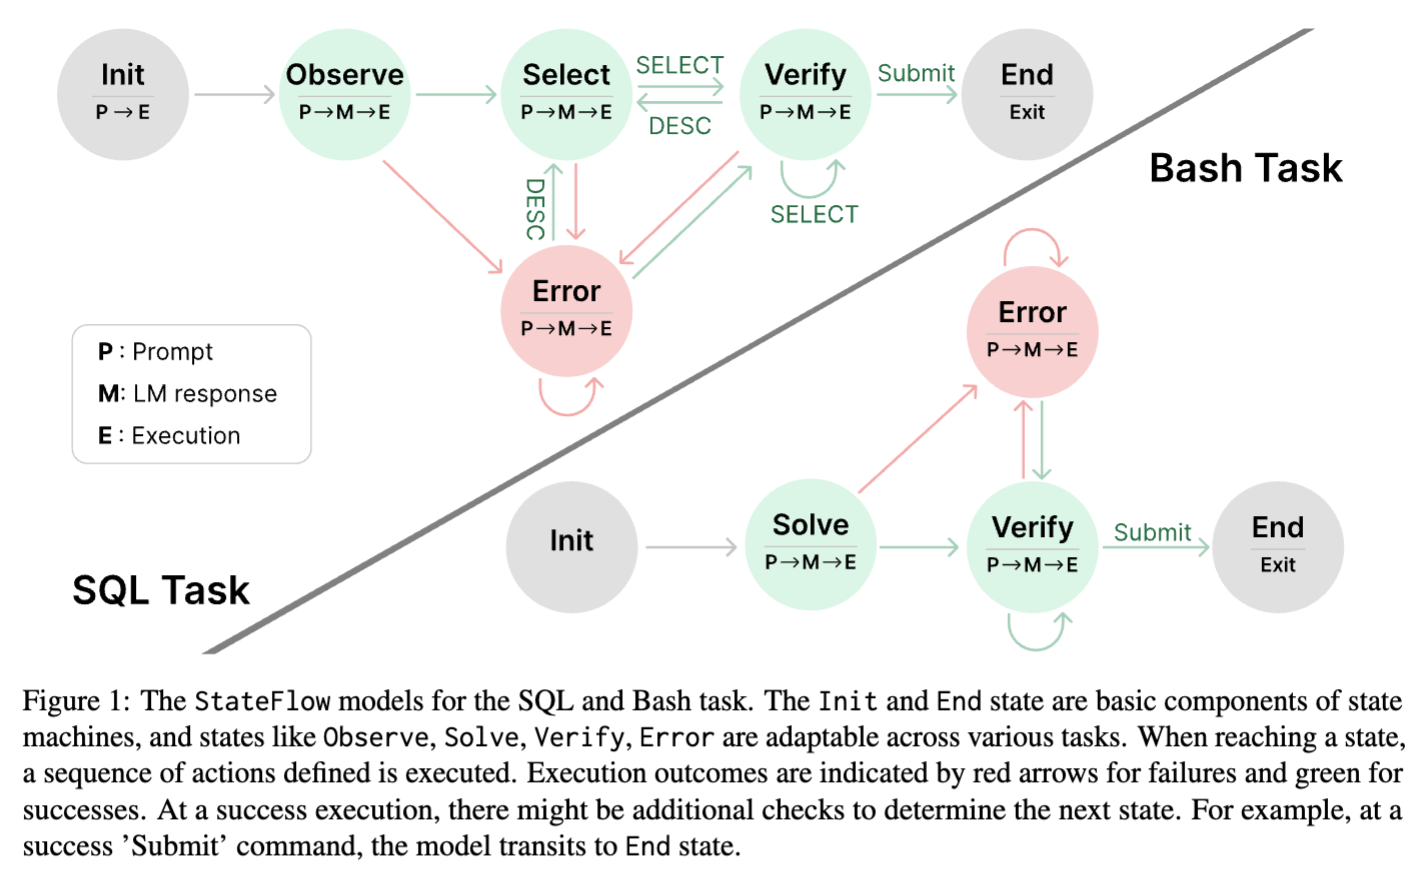 Init
P → E
Observe
P→M→E
Select
P→M→E
SELECT
DESC
Verify
P→M→E
Submit
End
Exit
SELECT
DESC
Error
P→M→E
Bash Task
P : Prompt
M: LM response
E : Execution
SQL Task
Error
P→M→E
Init
Solve
P→M→E
Verify
P→M→E
Submit
End
Exit
Figure 1: The StateFlow models for the SQL and Bash task. The Init and End state are basic components of state
machines, and states like Observe, Solve, Verify, Error are adaptable across various tasks. When reaching a state,
a sequence of actions defined is executed. Execution outcomes are indicated by red arrows for failures and green for
successes. At a success execution, there might be additional checks to determine the next state. For example, at a
success ’Submit’ command, the model transits to End state.